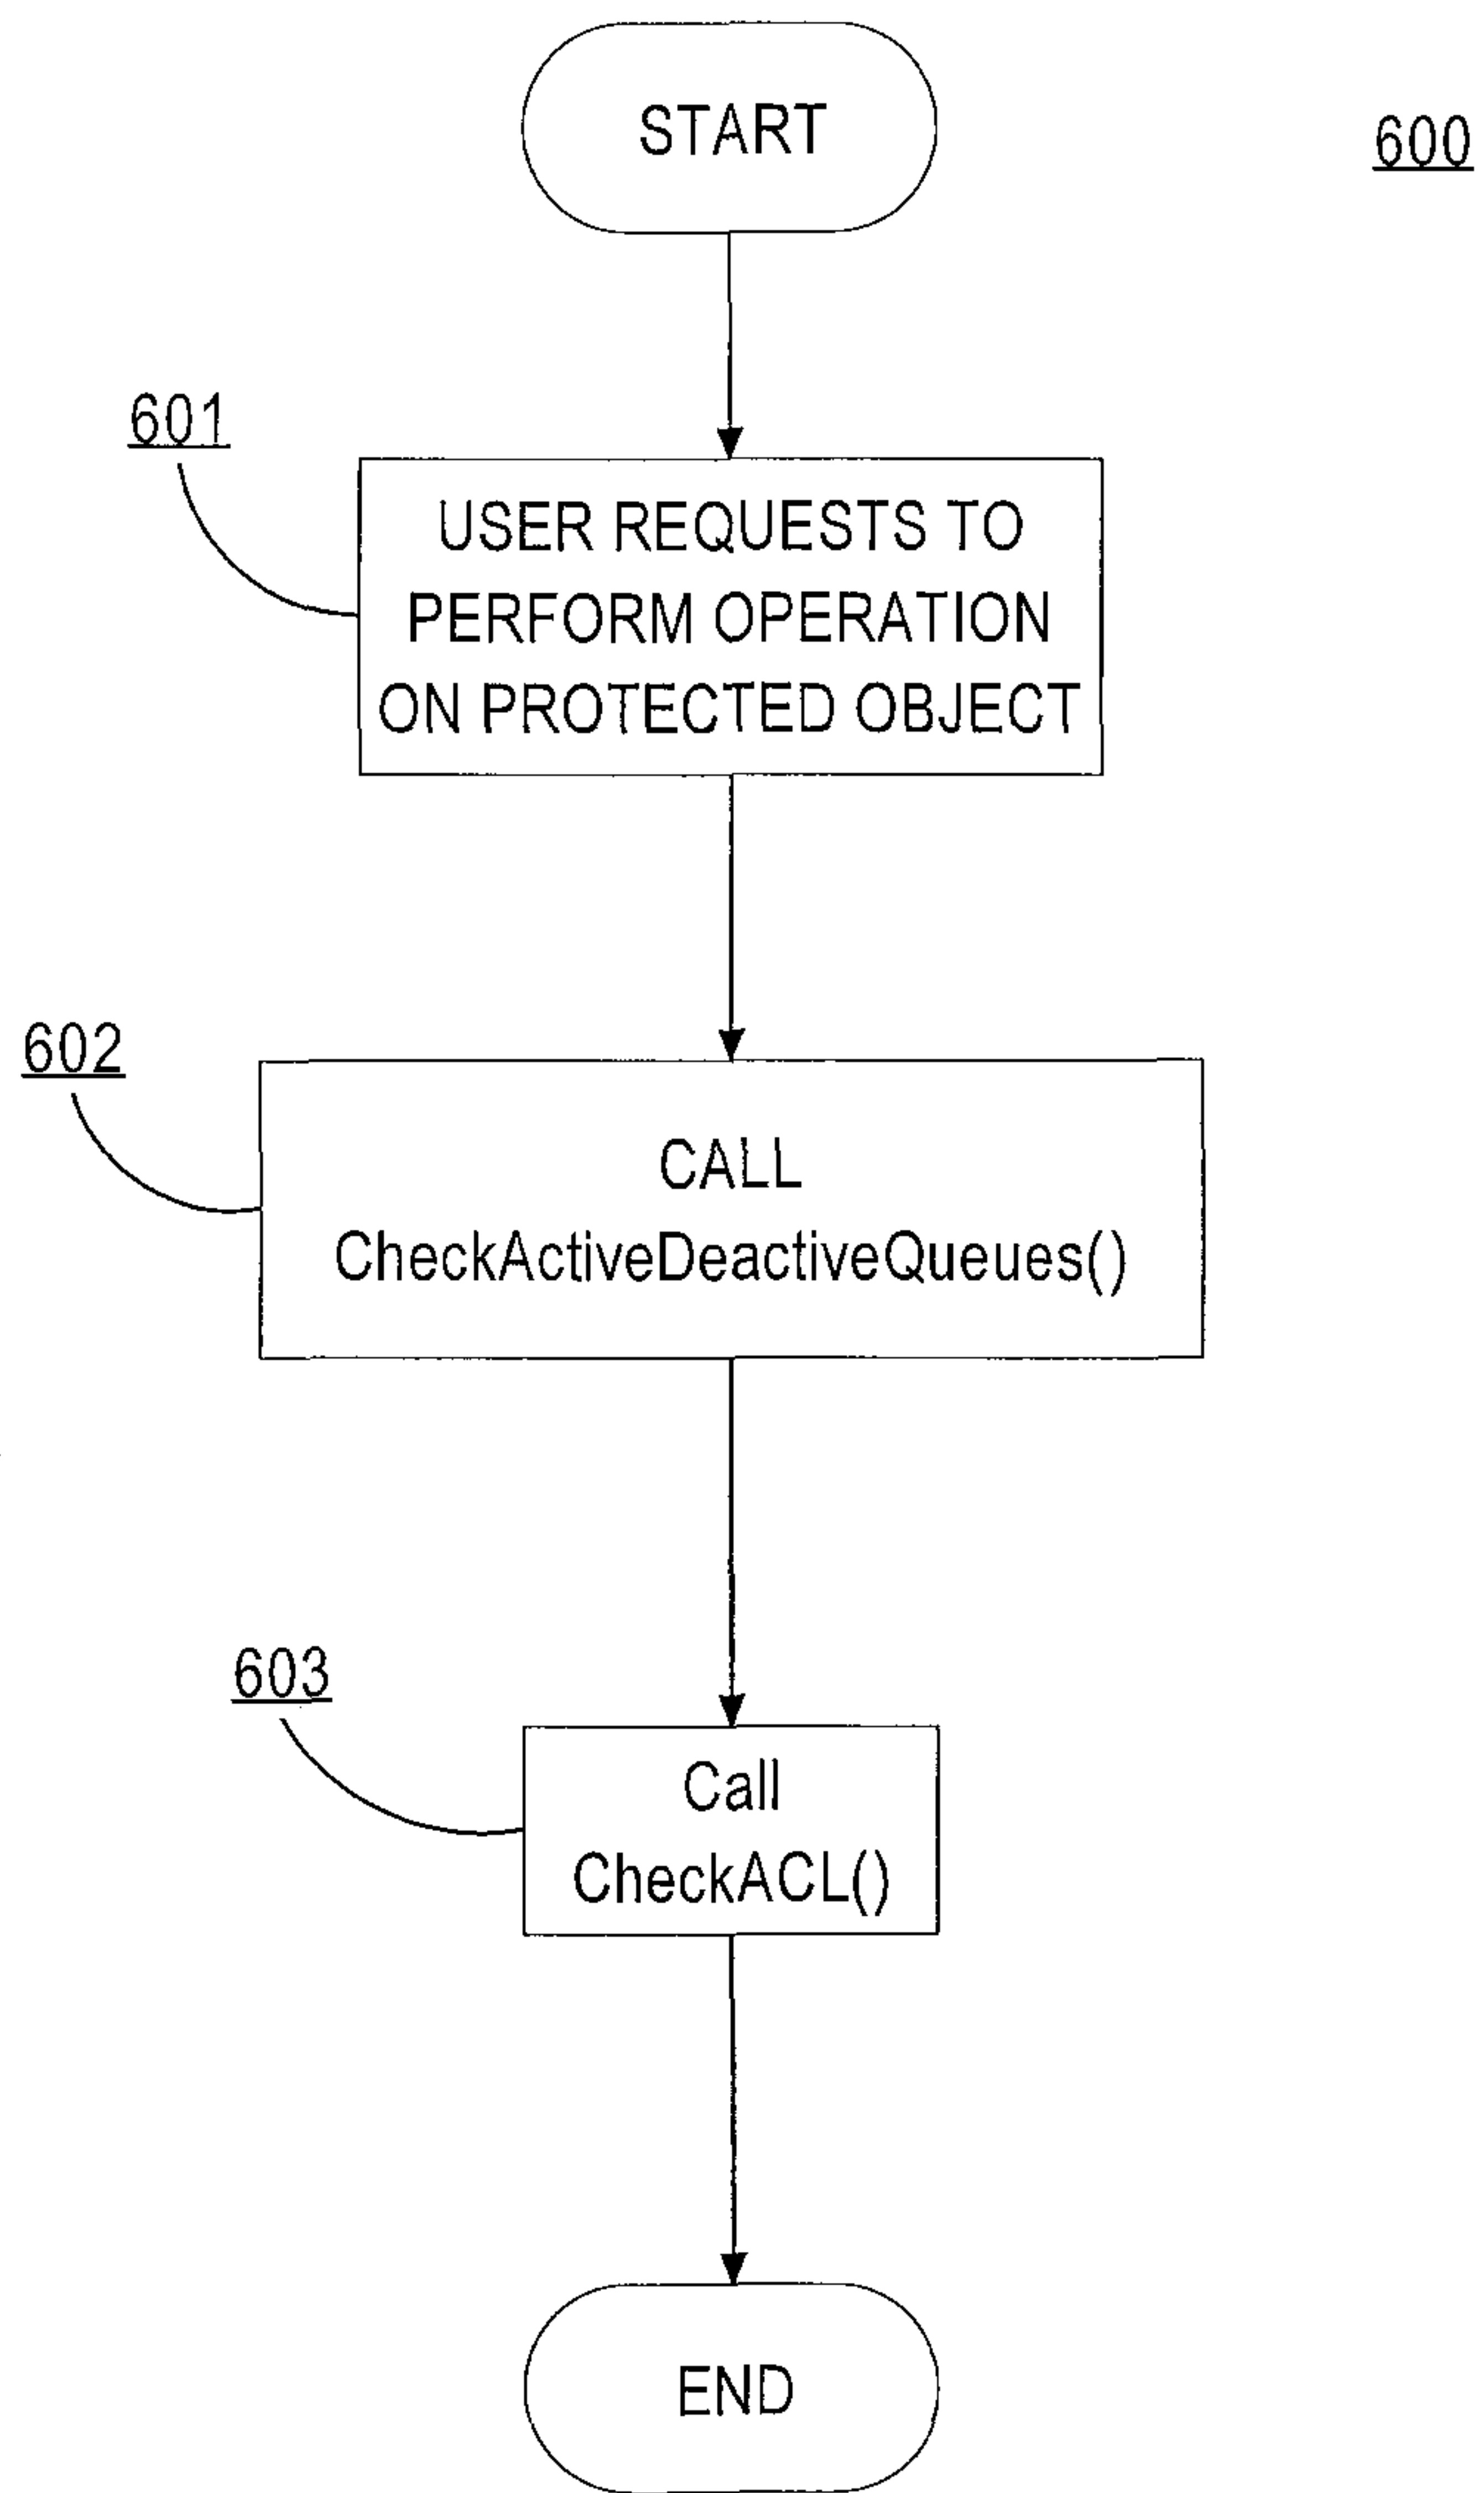 START
600
601
USER REQUESTS TO
PERFORM OPERATION
ON PROTECTED OBJECT
602
CALL
CheckActiveDeactiveQueues()
603
Call
CheckACL()
END